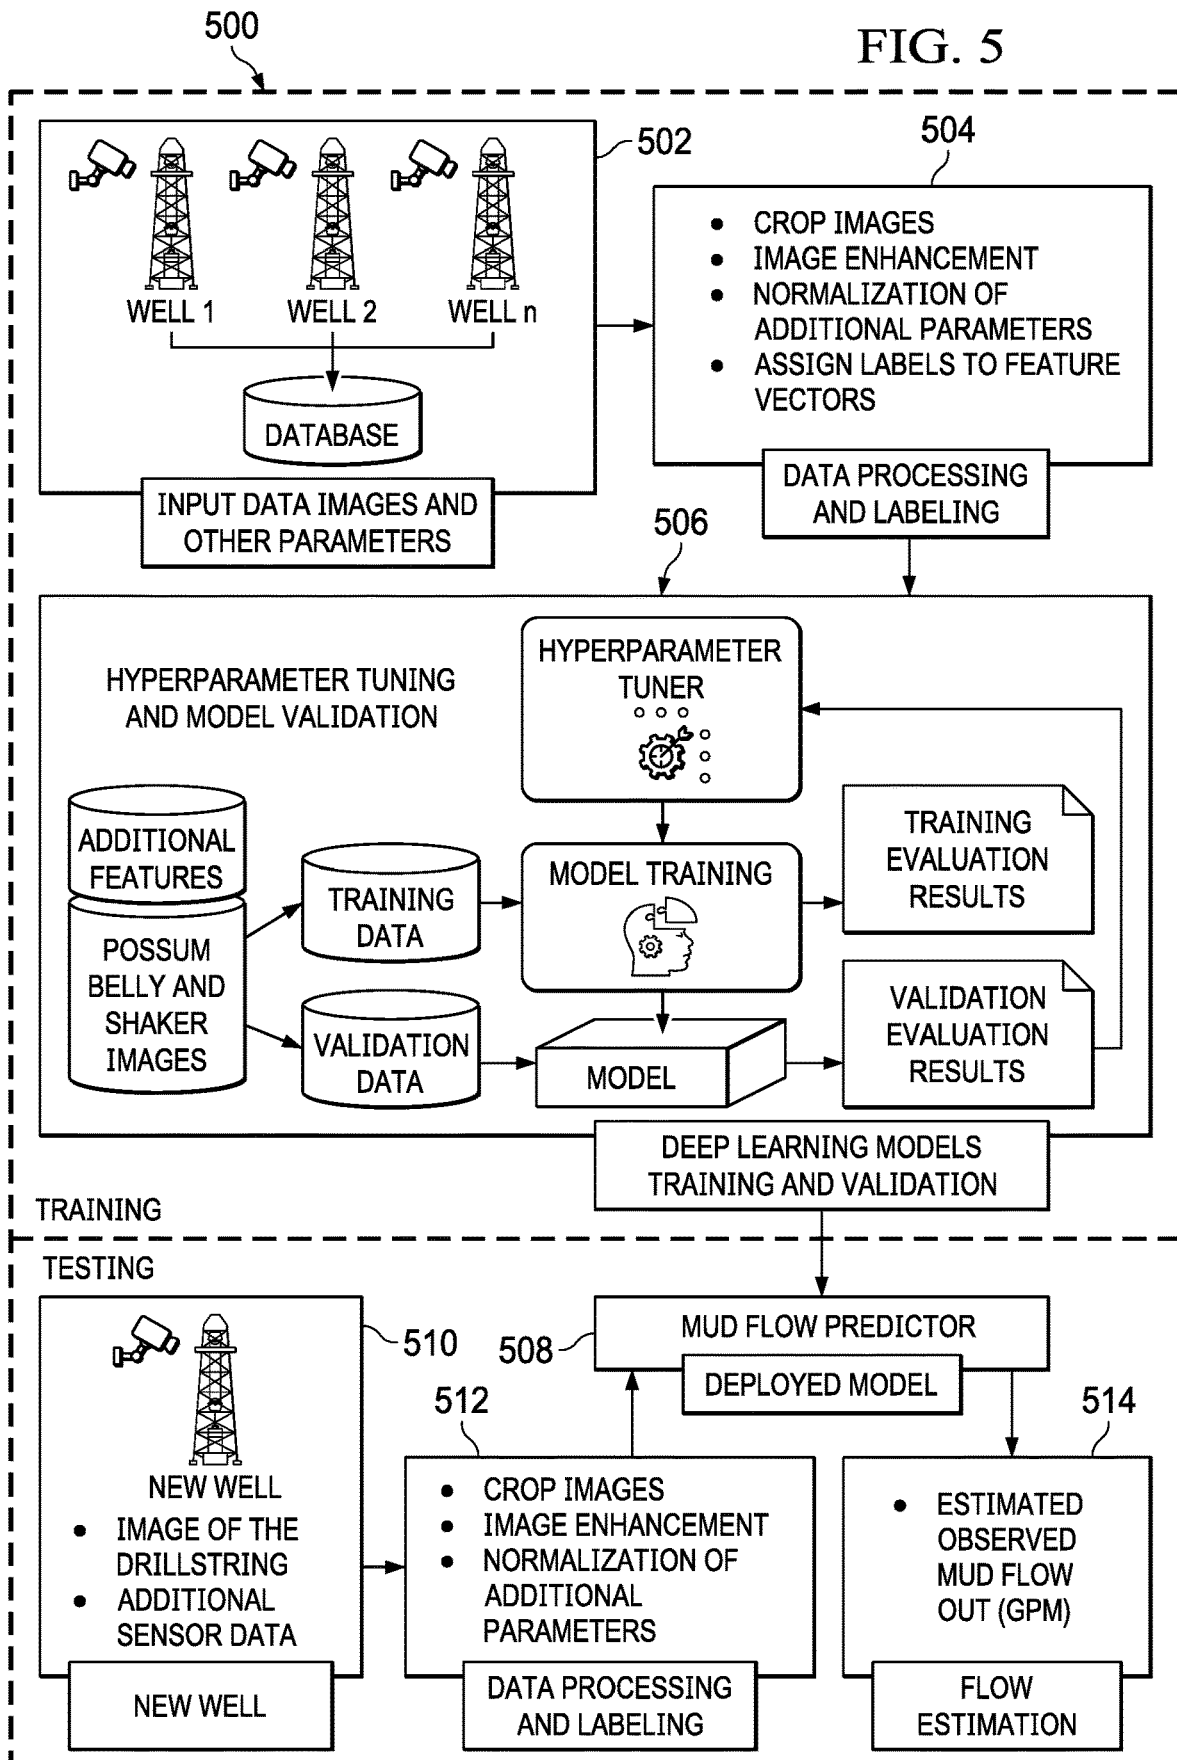 FIG. 5
500
502
WELL 1
WELL 2
WELL n
DATABASE
INPUT DATA IMAGES AND
OTHER PARAMETERS
504
• CROP IMAGES
• IMAGE ENHANCEMENT
• NORMALIZATION OF
ADDITIONAL PARAMETERS
• ASSIGN LABELS TO FEATURE
VECTORS
DATA PROCESSING
AND LABELING
506
HYPERPARAMETER TUNING
AND MODEL VALIDATION
HYPERPARAMETER
TUNER
ADDITIONAL
FEATURES
POSSUM
BELLY AND
SHAKER
IMAGES
TRAINING
DATA
VALIDATION
DATA
MODEL TRAINING
MODEL
TRAINING
EVALUATION
RESULTS
VALIDATION
EVALUATION
RESULTS
DEEP LEARNING MODELS
TRAINING AND VALIDATION
TRAINING
TESTING
510
NEW WELL
• IMAGE OF THE
DRILLSTRING
• ADDITIONAL
SENSOR DATA
NEW WELL
508
MUD FLOW PREDICTOR
DEPLOYED MODEL
512
• CROP IMAGES
• IMAGE ENHANCEMENT
• NORMALIZATION OF
ADDITIONAL
PARAMETERS
DATA PROCESSING
AND LABELING
514
• ESTIMATED
OBSERVED
MUD FLOW
OUT (GPM)
FLOW
ESTIMATION